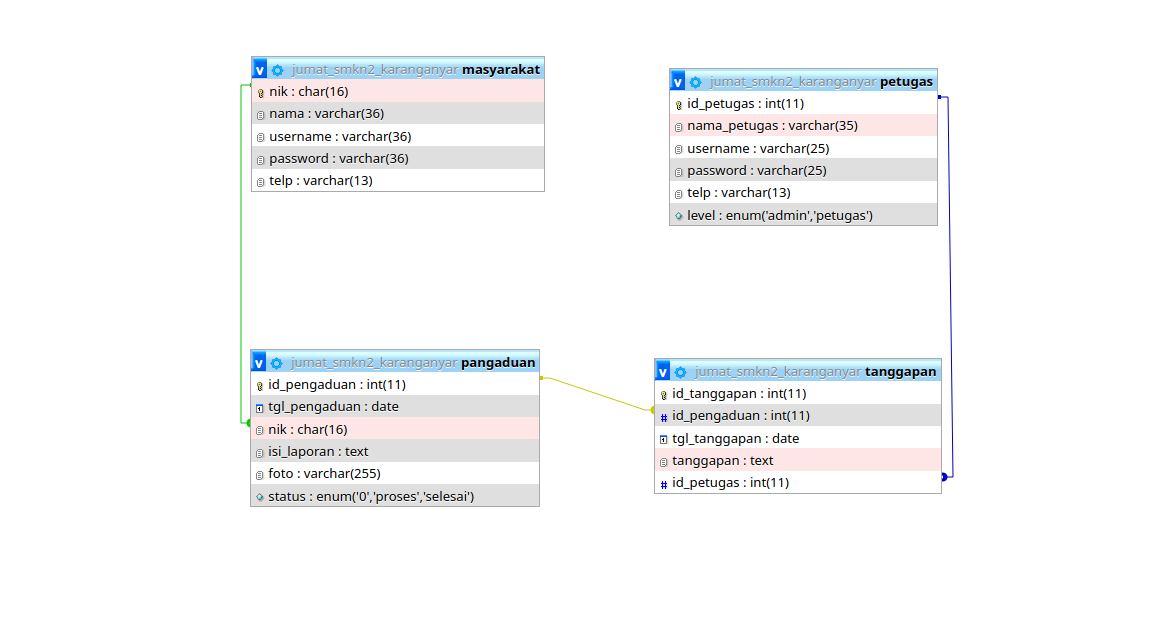 v jumat_smkn2_karanganyar masyarakat
nik : char(16)
nama : varchar(36)
username : varchar(36)
password : varchar(36)
telp : varchar(13)
v jumat_smkn2_karanganyar petugas
id_petugas : int(11)
nama_petugas : varchar(35)
username : varchar(25)
password : varchar(25)
telp : varchar(13)
level : enum('admin','petugas')
v jumat_smkn2_karanganyar pangaduan
id_pengaduan : int(11)
tgl_pengaduan : date
nik : char(16)
isi_laporan : text
foto : varchar(255)
status : enum('0','proses','selesai')
v jumat_smkn2_karanganyar tanggapan
id_tanggapan : int(11)
# id_pengaduan : int(11)
tgl_tanggapan : date
tanggapan : text
# id_petugas : int(11)